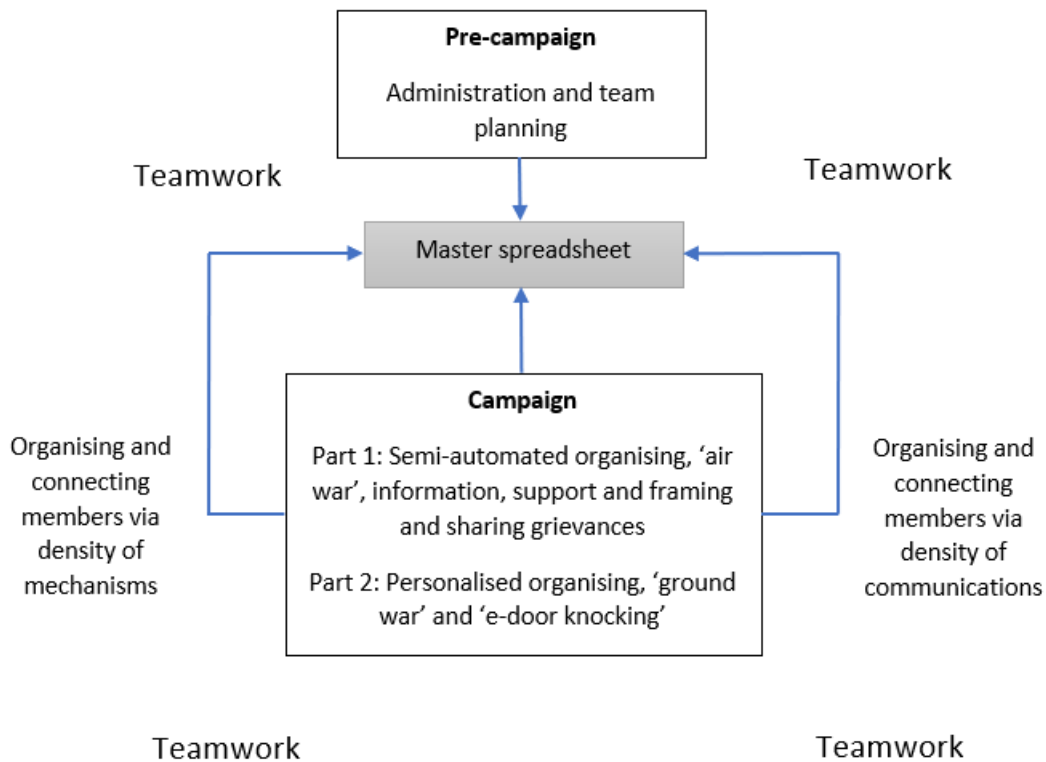 Pre-campaign
Administration and team
planning
Teamwork
Teamwork
Master spreadsheet
Campaign
Part 1: Semi-automated organising, ‘air
war’, information, support and framing
and sharing grievances
Part 2: Personalised organising, ‘ground
war’ and ‘e-door knocking’
Organising and
connecting
members via
density of
mechanisms
Organising and
connecting
members via
density of
communications
Teamwork
Teamwork